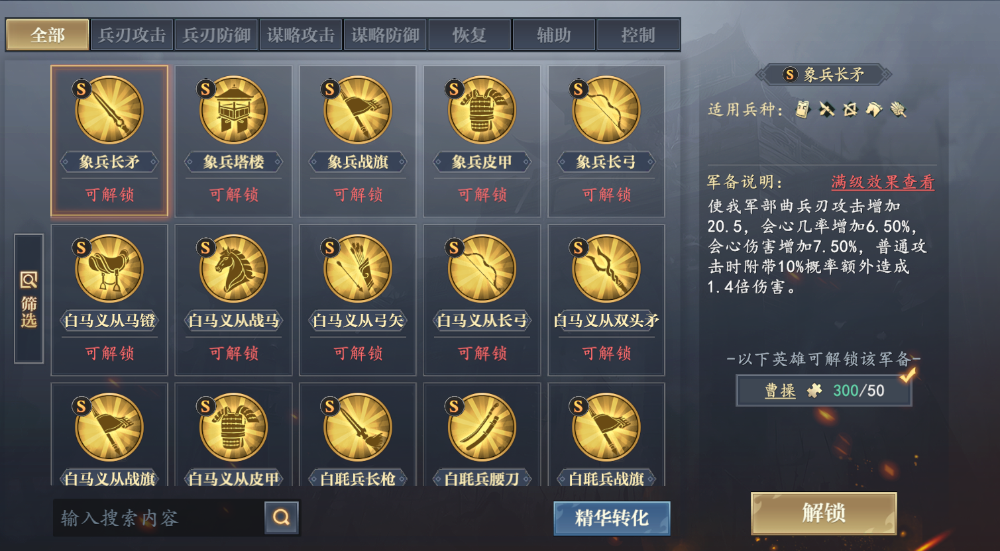 全部 兵刃攻击 兵刃防御 谋略攻击 谋略防御 恢复 辅助 控制
S S S S S
象兵长矛 象兵塔楼 象兵战旗 象兵皮甲 象兵长弓
可解锁 可解锁 可解锁 可解锁 可解锁
S S S S S
白马义从马镫 白马义从战马 白马义从弓矢 白马义从长弓 白马义从双头矛
可解锁 可解锁 可解锁 可解锁 可解锁
S S S S S
白马义从战旗 白马义从皮甲 白毦兵长枪 白毦兵腰刀 白毦兵战旗
筛选
输入搜索内容
精华转化
S 象兵长矛
适用兵种：
军备说明： 满级效果查看
使我军部曲兵刃攻击增加
20.5，会心几率增加6.50%，
会心伤害增加7.50%，普通攻
击时附带10%概率额外造成
1.4倍伤害。
-以下英雄可解锁该军备-
曹操 300/50
解锁